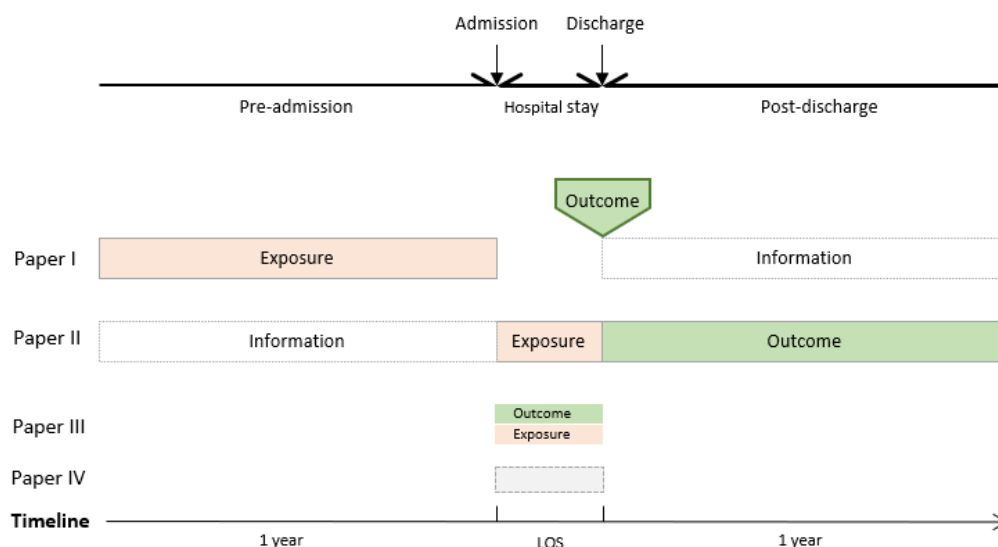 Admission Discharge
Pre-admission Hospital stay Post-discharge
Outcome
Paper I Exposure Information
Paper II Information Exposure Outcome
Outcome
Paper III
Exposure
Paper IV
Timeline
1 year LOS 1 year